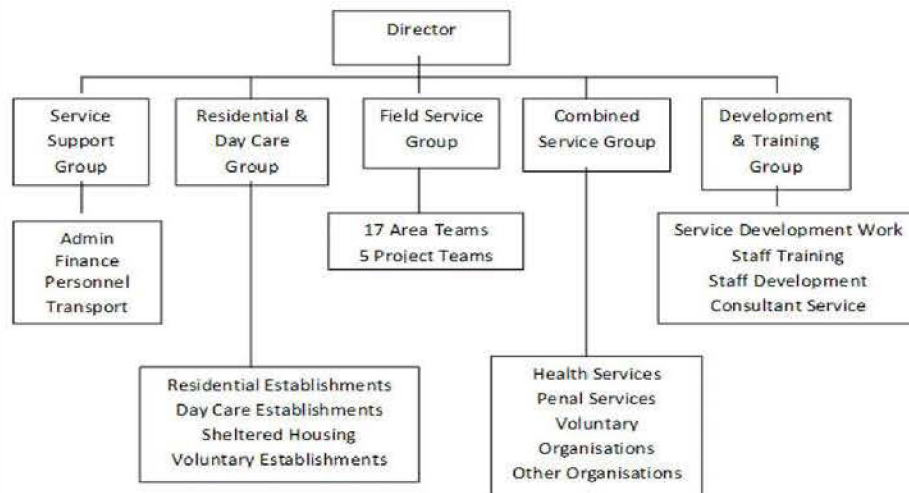 Director
Service
Support
Group
Residential &
Day Care
Group
Field Service
Group
Combined
Service Group
Development
& Training
Group
Admin
Finance
Personnel
Transport
17 Area Teams
5 Project Teams
Service Development Work
Staff Training
Staff Development
Consultant Service
Residential Establishments
Day Care Establishments
Sheltered Housing
Voluntary Establishments
Health Services
Penal Services
Voluntary
Organisations
Other Organisations